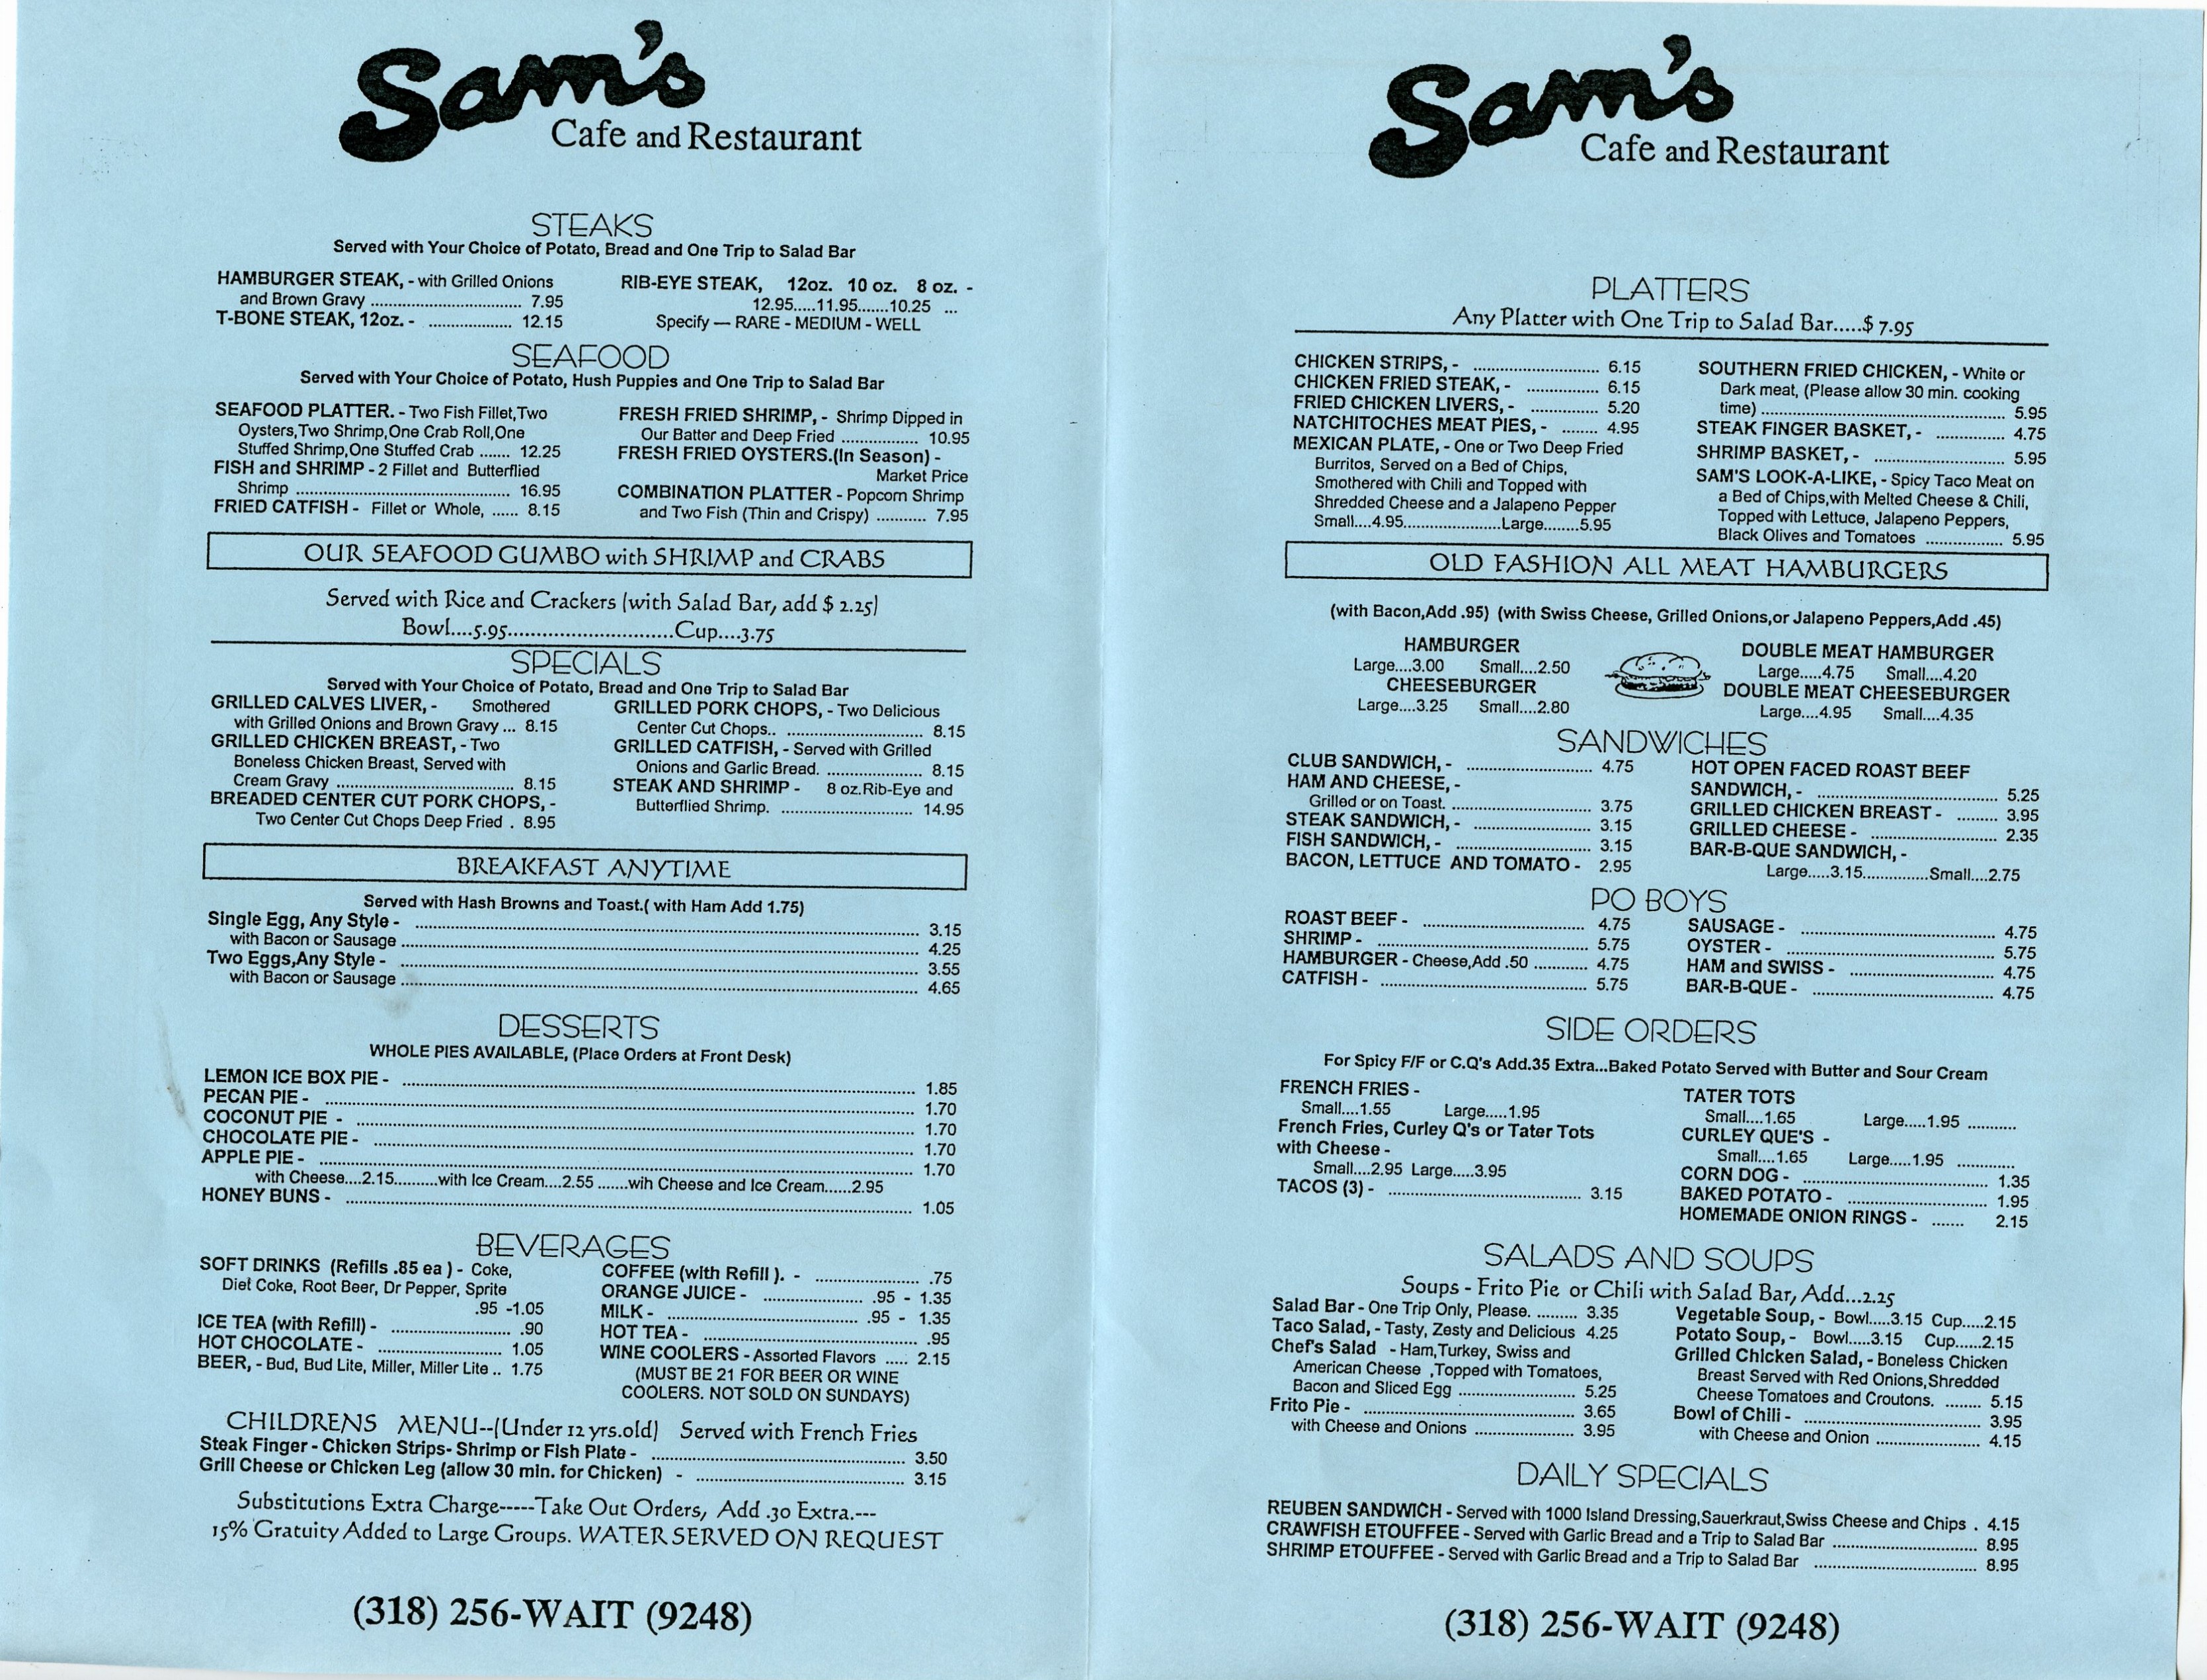 Sam's
Cafe and Restaurant
STEAKS
Served with Your Choice of Potato, Bread and One Trip to Salad Bar
HAMBURGER STEAK, - with Grilled Onions
and Brown Gravy ........ 7.95
T-BONE STEAK, 12oz. - ........ 12.15
RIB-EYE STEAK, 12oz. 10 oz. 8 oz. -
12.95.....11.95.......10.25 ...
Specify — RARE - MEDIUM - WELL
SEAFOOD
Served with Your Choice of Potato, Hush Puppies and One Trip to Salad Bar
SEAFOOD PLATTER. - Two Fish Fillet,Two
Oysters,Two Shrimp,One Crab Roll,One
Stuffed Shrimp,One Stuffed Crab ....... 12.25
FISH and SHRIMP - 2 Fillet and Butterflied
Shrimp ........ 16.95
FRIED CATFISH - Fillet or Whole, ...... 8.15
FRESH FRIED SHRIMP, - Shrimp Dipped in
Our Batter and Deep Fried ........ 10.95
FRESH FRIED OYSTERS.(In Season) -
Market Price
COMBINATION PLATTER - Popcorn Shrimp
and Two Fish (Thin and Crispy) ........ 7.95
OUR SEAFOOD GUMBO with SHRIMP and CRABS
Served with Rice and Crackers (with Salad Bar, add $ 2.25)
Bowl....5.95........Cup....3.75
SPECIALS
Served with Your Choice of Potato, Bread and One Trip to Salad Bar
GRILLED CALVES LIVER, - Smothered
with Grilled Onions and Brown Gravy ... 8.15
GRILLED CHICKEN BREAST, - Two
Boneless Chicken Breast, Served with
Cream Gravy ........ 8.15
BREADED CENTER CUT PORK CHOPS, -
Two Center Cut Chops Deep Fried . 8.95
GRILLED PORK CHOPS, - Two Delicious
Center Cut Chops.. ........ 8.15
GRILLED CATFISH, - Served with Grilled
Onions and Garlic Bread. ........ 8.15
STEAK AND SHRIMP - 8 oz.Rib-Eye and
Butterflied Shrimp. ........ 14.95
BREAKFAST ANYTIME
Served with Hash Browns and Toast.( with Ham Add 1.75)
Single Egg, Any Style - ........ 3.15
with Bacon or Sausage ........ 4.25
Two Eggs,Any Style - ........ 3.55
with Bacon or Sausage ........ 4.65
DESSERTS
WHOLE PIES AVAILABLE, (Place Orders at Front Desk)
LEMON ICE BOX PIE - ........ 1.85
PECAN PIE - ........ 1.70
COCONUT PIE - ........ 1.70
CHOCOLATE PIE - ........ 1.70
APPLE PIE - ........ 1.70
with Cheese....2.15.........with Ice Cream....2.55 .......wih Cheese and Ice Cream......2.95
HONEY BUNS - ........ 1.05
BEVERAGES
SOFT DRINKS (Refills .85 ea ) - Coke,
Diet Coke, Root Beer, Dr Pepper, Sprite
.95 -1.05
ICE TEA (with Refill) - ........ .90
HOT CHOCOLATE - ........ 1.05
BEER, - Bud, Bud Lite, Miller, Miller Lite .. 1.75
COFFEE (with Refill ). - ........ .75
ORANGE JUICE - ........ .95 - 1.35
MILK - ........ .95 - 1.35
HOT TEA - ........ .95
WINE COOLERS - Assorted Flavors ..... 2.15
(MUST BE 21 FOR BEER OR WINE
COOLERS. NOT SOLD ON SUNDAYS)
CHILDRENS MENU--(Under 12 yrs.old) Served with French Fries
Steak Finger - Chicken Strips- Shrimp or Fish Plate - ........ 3.50
Grill Cheese or Chicken Leg (allow 30 min. for Chicken) - ........ 3.15
Substitutions Extra Charge-----Take Out Orders, Add .30 Extra.---
15% Gratuity Added to Large Groups. WATER SERVED ON REQUEST
(318) 256-WAIT (9248)
Sam's
Cafe and Restaurant
PLATTERS
Any Platter with One Trip to Salad Bar.....$ 7.95
CHICKEN STRIPS, - ........ 6.15
CHICKEN FRIED STEAK, - ........ 6.15
FRIED CHICKEN LIVERS, - ........ 5.20
NATCHITOCHES MEAT PIES, - ........ 4.95
MEXICAN PLATE, - One or Two Deep Fried
Burritos, Served on a Bed of Chips,
Smothered with Chili and Topped with
Shredded Cheese and a Jalapeno Pepper
Small....4.95........Large........5.95
SOUTHERN FRIED CHICKEN, - White or
Dark meat, (Please allow 30 min. cooking
time) ........ 5.95
STEAK FINGER BASKET, - ........ 4.75
SHRIMP BASKET, - ........ 5.95
SAM'S LOOK-A-LIKE, - Spicy Taco Meat on
a Bed of Chips,with Melted Cheese & Chili,
Topped with Lettuce, Jalapeno Peppers,
Black Olives and Tomatoes ........ 5.95
OLD FASHION ALL MEAT HAMBURGERS
(with Bacon,Add .95) (with Swiss Cheese, Grilled Onions,or Jalapeno Peppers,Add .45)
HAMBURGER
Large....3.00 Small....2.50
CHEESEBURGER
Large....3.25 Small....2.80
DOUBLE MEAT HAMBURGER
Large.....4.75 Small....4.20
DOUBLE MEAT CHEESEBURGER
Large....4.95 Small....4.35
SANDWICHES
CLUB SANDWICH, - ........ 4.75
HAM AND CHEESE, -
Grilled or on Toast. ........ 3.75
STEAK SANDWICH, - ........ 3.15
FISH SANDWICH, - ........ 3.15
BACON, LETTUCE AND TOMATO - 2.95
HOT OPEN FACED ROAST BEEF
SANDWICH, - ........ 5.25
GRILLED CHICKEN BREAST - ........ 3.95
GRILLED CHEESE - ........ 2.35
BAR-B-QUE SANDWICH, -
Large.....3.15........Small....2.75
PO BOYS
ROAST BEEF - ........ 4.75
SHRIMP - ........ 5.75
HAMBURGER - Cheese,Add .50 ........ 4.75
CATFISH - ........ 5.75
SAUSAGE - ........ 4.75
OYSTER - ........ 5.75
HAM and SWISS - ........ 4.75
BAR-B-QUE - ........ 4.75
SIDE ORDERS
For Spicy F/F or C.Q's Add.35 Extra...Baked Potato Served with Butter and Sour Cream
FRENCH FRIES -
Small....1.55 Large.....1.95
French Fries, Curley Q's or Tater Tots
with Cheese -
Small....2.95 Large....3.95
TACOS (3) - ........ 3.15
TATER TOTS
Small....1.65 Large.....1.95 ..........
CURLEY QUE'S -
Small....1.65 Large.....1.95 ............
CORN DOG - ........ 1.35
BAKED POTATO - ........ 1.95
HOMEMADE ONION RINGS - ....... 2.15
SALADS AND SOUPS
Soups - Frito Pie or Chili with Salad Bar, Add...2.25
Salad Bar - One Trip Only, Please. ......... 3.35
Taco Salad, - Tasty, Zesty and Delicious 4.25
Chef's Salad - Ham,Turkey, Swiss and
American Cheese ,Topped with Tomatoes,
Bacon and Sliced Egg ........ 5.25
Frito Pie - ........ 3.65
with Cheese and Onions ........ 3.95
Vegetable Soup, - Bowl.....3.15 Cup.....2.15
Potato Soup, - Bowl....3.15 Cup......2.15
Grilled Chicken Salad, - Boneless Chicken
Breast Served with Red Onions,Shredded
Cheese Tomatoes and Croutons. ........ 5.15
Bowl of Chili - ........ 3.95
with Cheese and Onion ........ 4.15
DAILY SPECIALS
REUBEN SANDWICH - Served with 1000 Island Dressing,Sauerkraut,Swiss Cheese and Chips . 4.15
CRAWFISH ETOUFFEE - Served with Garlic Bread and a Trip to Salad Bar ........ 8.95
SHRIMP ETOUFFEE - Served with Garlic Bread and a Trip to Salad Bar ........ 8.95
(318) 256-WAIT (9248)